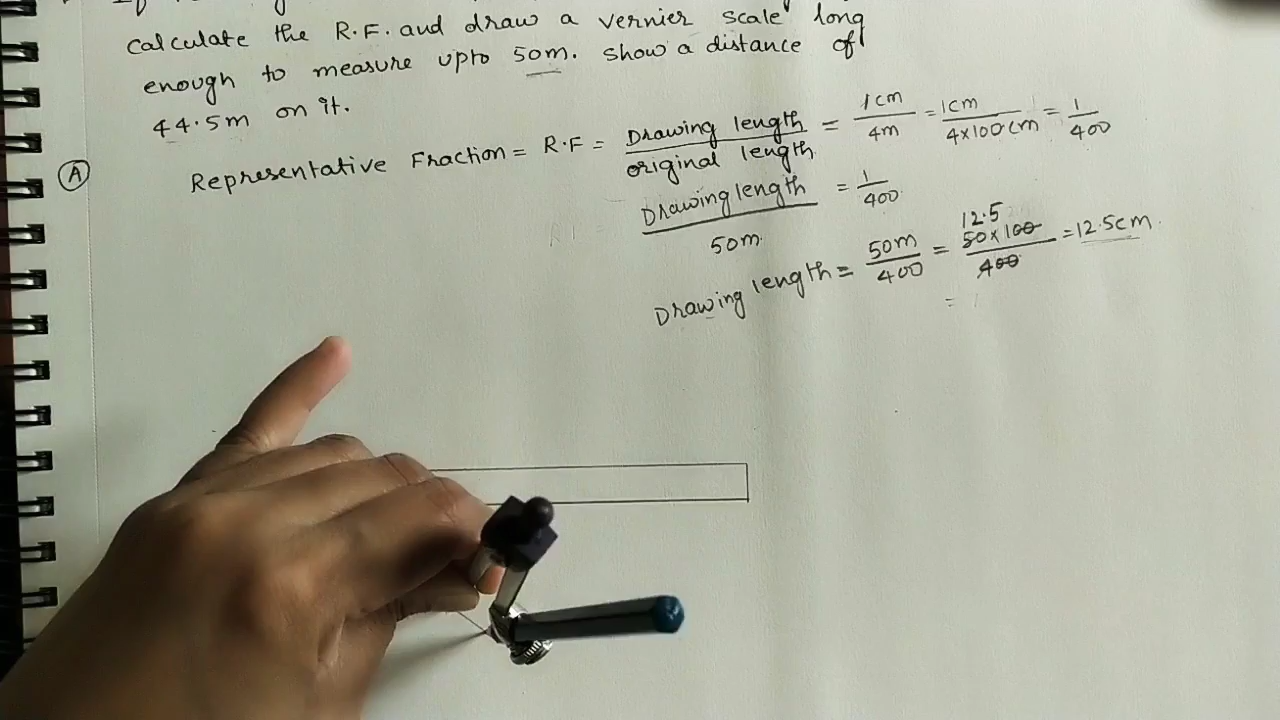 calculate the R.F. and draw a vernier scale long
enough to measure upto 50m. show a distance of
44.5m on it.
A
Representative Fraction = R.F = Drawing length / original length = 1cm / 4m = 1cm / 4x100cm = 1 / 400
Drawing length / 50m = 1 / 400
Drawing length = 50m / 400 = 12.5 50x100 / 400 = 12.5cm.